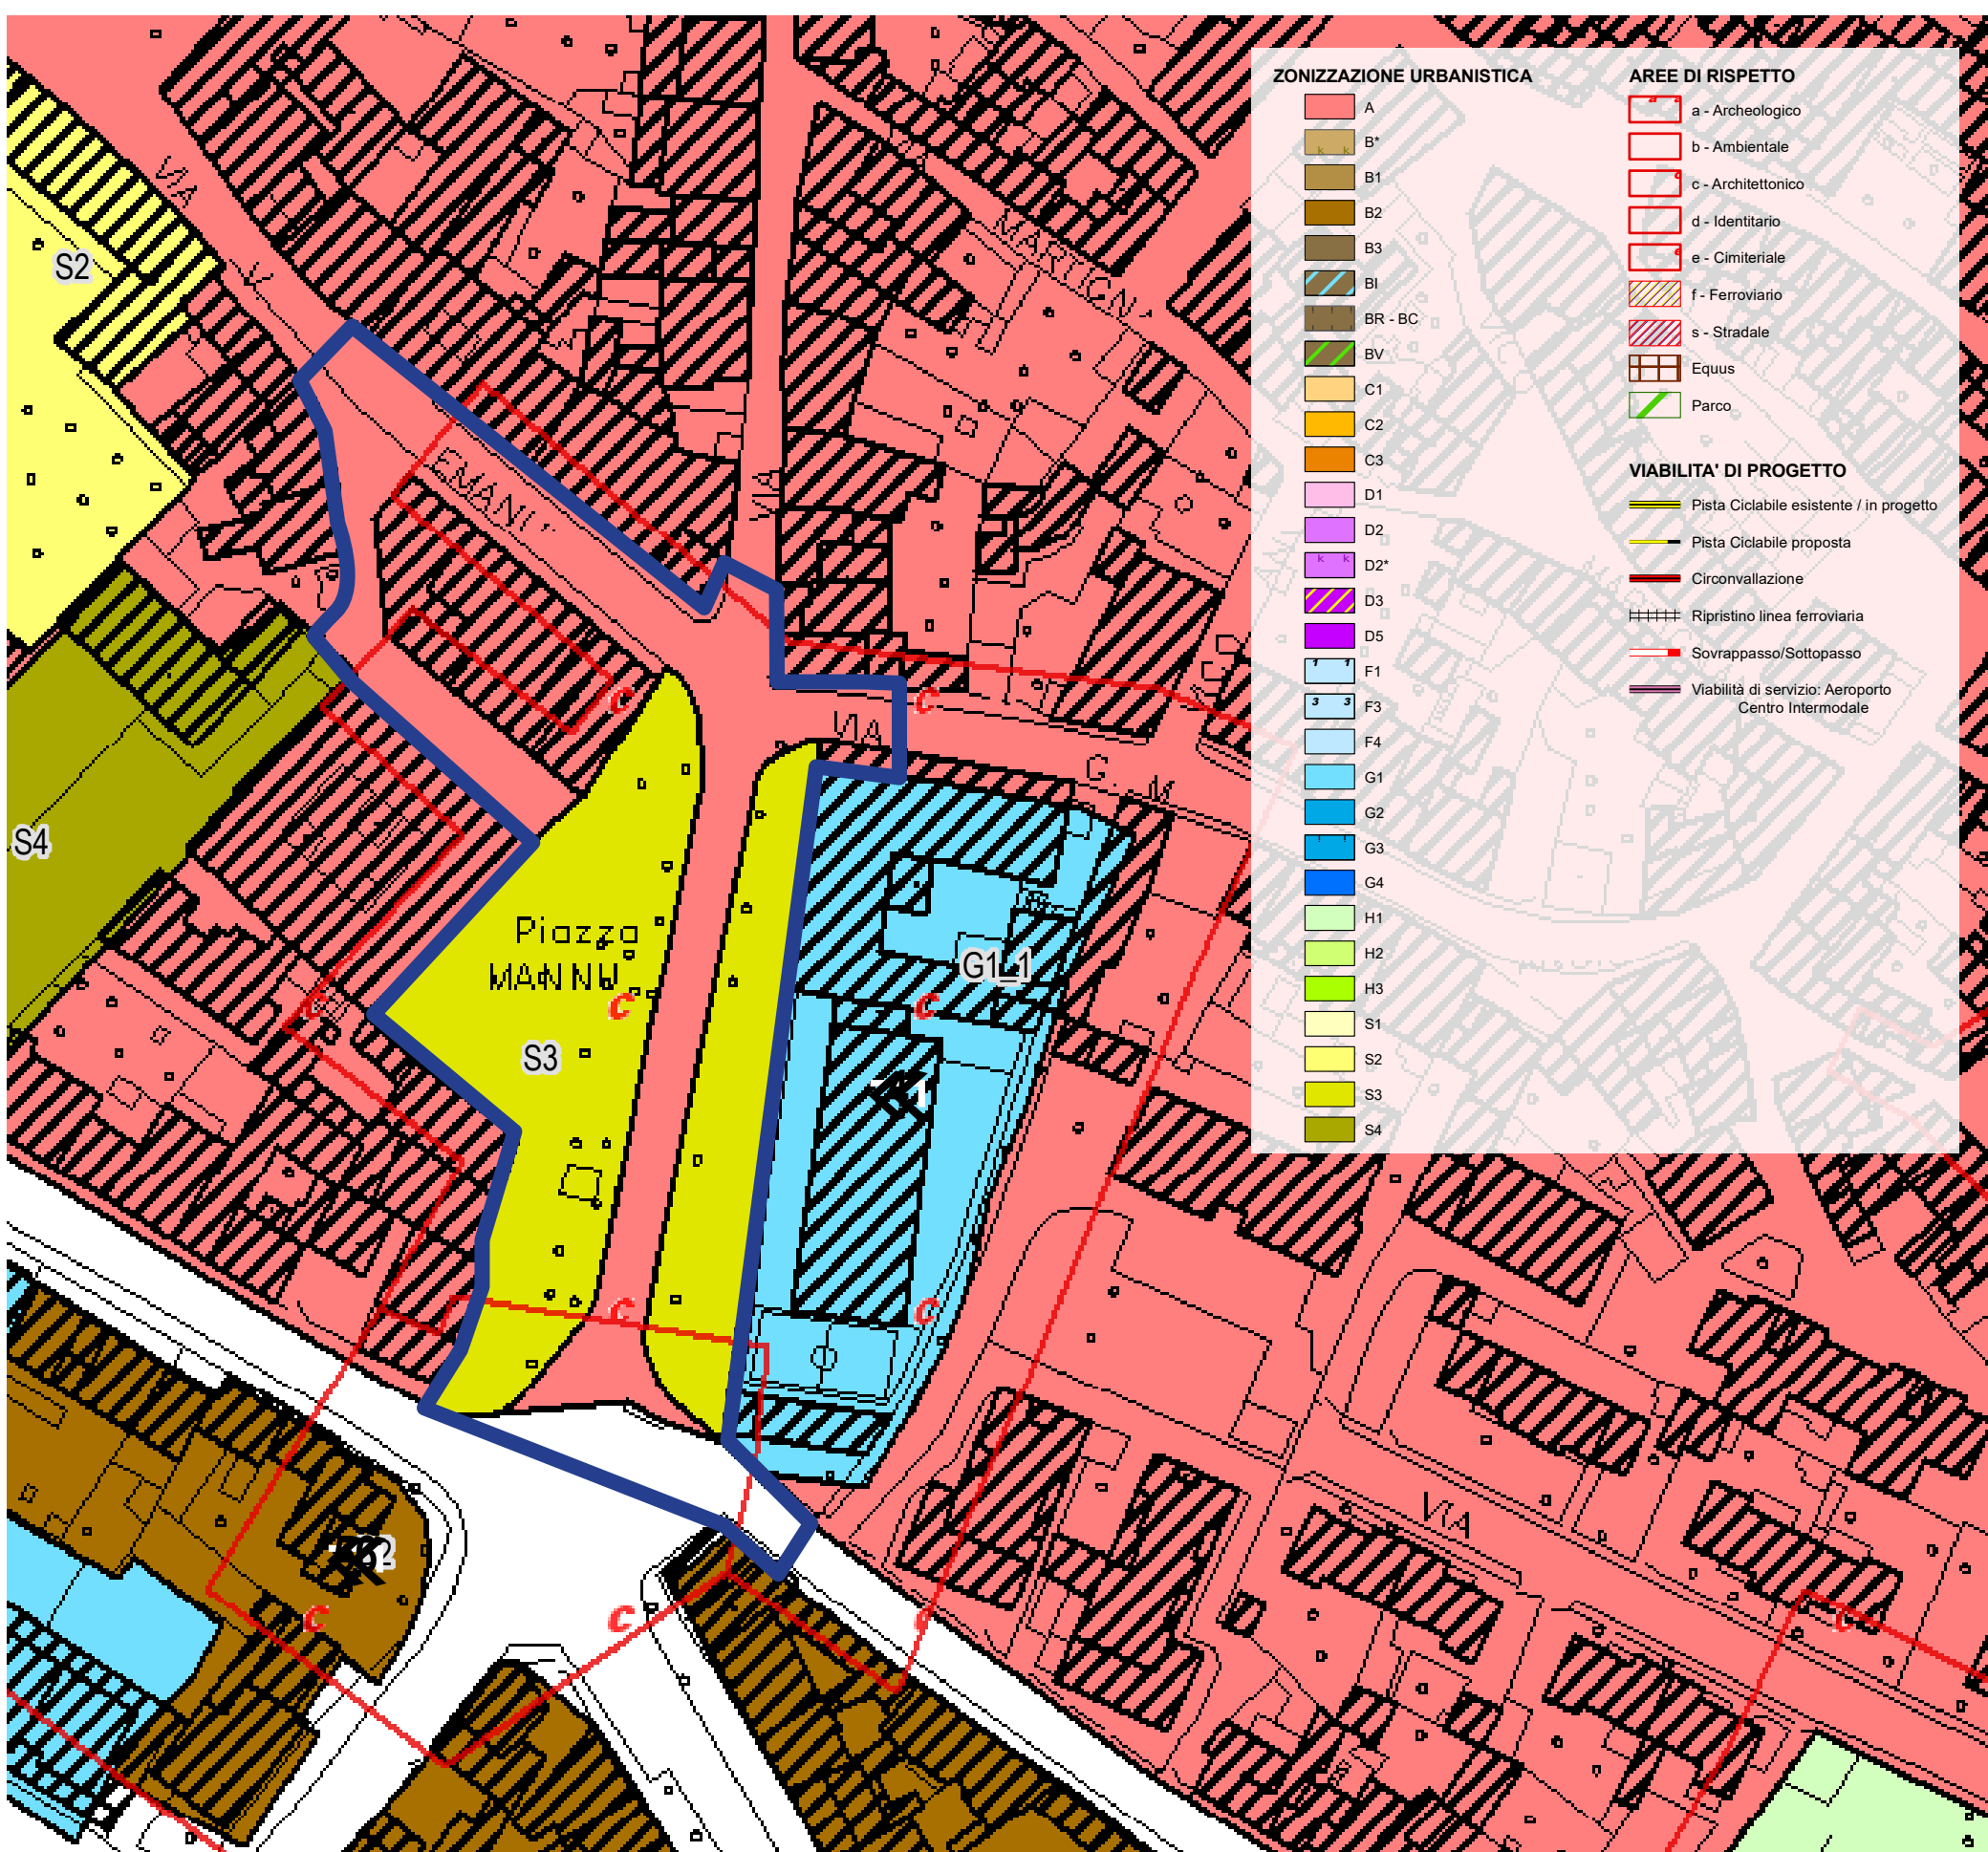 ZONIZZAZIONE URBANISTICA
A
B*
B1
B2
B3
BI
BR - BC
BV
C1
C2
C3
D1
D2
D2*
D3
D5
F1
F3
F4
G1
G2
G3
G4
H1
H2
H3
S1
S2
S3
S4
AREE DI RISPETTO
a - Archeologico
b - Ambientale
c - Architettonico
d - Identitario
e - Cimiteriale
f - Ferroviario
s - Stradale
Equus
Parco
VIABILITA' DI PROGETTO
Pista Ciclabile esistente / in progetto
Pista Ciclabile proposta
Circonvallazione
Ripristino linea ferroviaria
Sovrappasso/Sottopasso
Viabilità di servizio: Aeroporto
Centro Intermodale
VIA
S2
VIA
c
c
VIA
S4
Piazza
MANNU
G1_1
c
c
c
S3
c
c
VIA
c
c
c
c